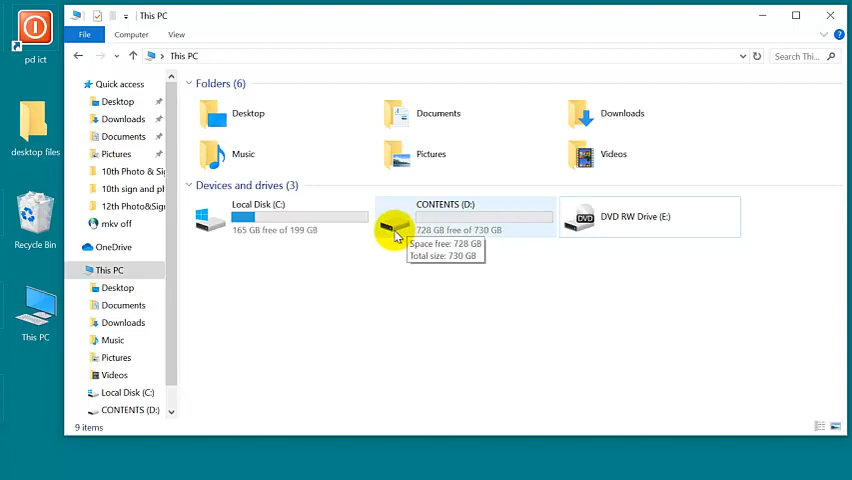 This PC
File
Computer
View
This PC
Search Thi...
pd ict
desktop files
Recycle Bin
This PC
Quick access
Desktop
Downloads
Documents
Pictures
10th Photo & Sig
10th sign and ph
12th Photo&Sig
mkv off
OneDrive
This PC
Desktop
Documents
Downloads
Music
Pictures
Videos
Local Disk (C:)
CONTENTS (D:)
Folders (6)
Desktop
Documents
Downloads
Music
Pictures
Videos
Devices and drives (3)
Local Disk (C:)
165 GB free of 199 GB
CONTENTS (D:)
728 GB free of 730 GB
Space free: 728 GB
Total size: 730 GB
DVD RW Drive (E:)
DVD
9 items